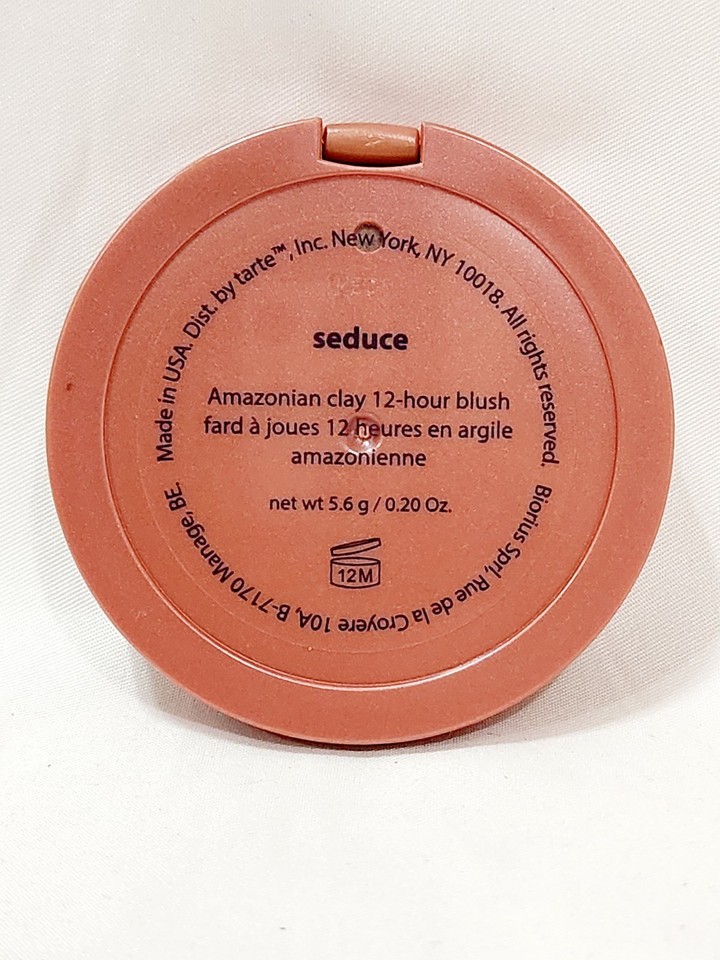 Made in USA. Dist. by tarte™, Inc. New York, NY 10018. All rights reserved.
seduce
Amazonian clay 12-hour blush
fard à joues 12 heures en argile
amazonienne
net wt 5.6 g / 0.20 Oz.
12M
Biorius Sprl, Rue de la Croyere 10A, B-7170 Manage, BE.